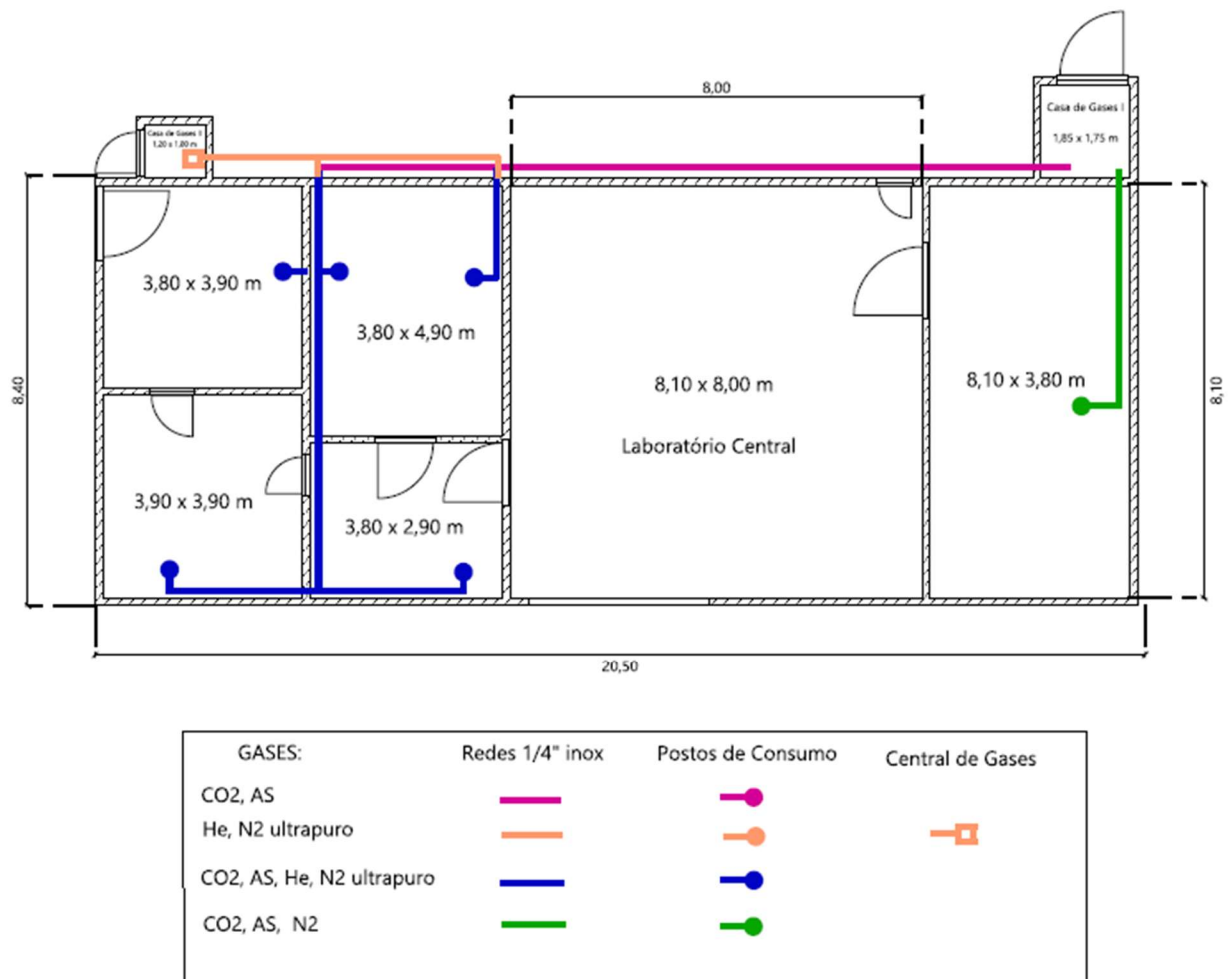 8,00
Casa de Gases I
1,85 x 1,75 m
Casa de Gases II
1,20 x 1,80 m
3,80 x 3,90 m
3,80 x 4,90 m
8,10 x 8,00 m
Laboratório Central
8,10 x 3,80 m
8,40
8,10
3,90 x 3,90 m
3,80 x 2,90 m
20,50
GASES: Redes 1/4" inox Postos de Consumo Central de Gases
CO2, AS
He, N2 ultrapuro
CO2, AS, He, N2 ultrapuro
CO2, AS, N2